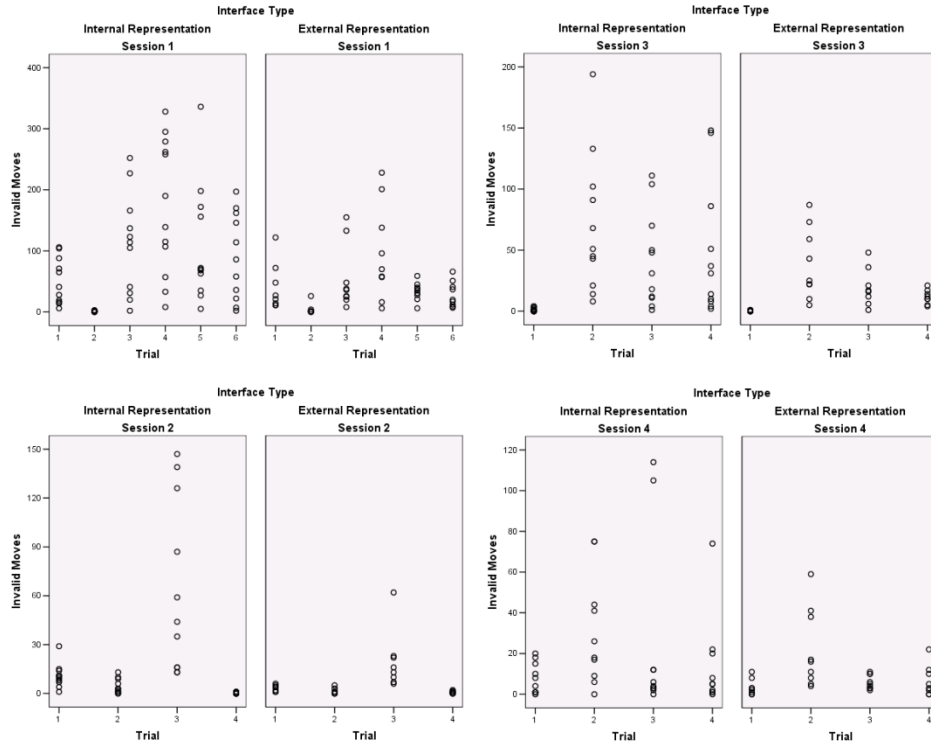 Interface Type
Internal Representation External Representation
Session 1 Session 1
400
300
200
100
0
Invalid Moves
1 2 3 4 5 6 1 2 3 4 5 6
Trial Trial
Interface Type
Internal Representation External Representation
Session 3 Session 3
200
150
100
50
0
Invalid Moves
1 2 3 4 1 2 3 4
Trial Trial
Interface Type
Internal Representation External Representation
Session 2 Session 2
150
120
90
60
30
0
Invalid Moves
1 2 3 4 1 2 3 4
Trial Trial
Interface Type
Internal Representation External Representation
Session 4 Session 4
120
100
80
60
40
20
0
Invalid Moves
1 2 3 4 1 2 3 4
Trial Trial